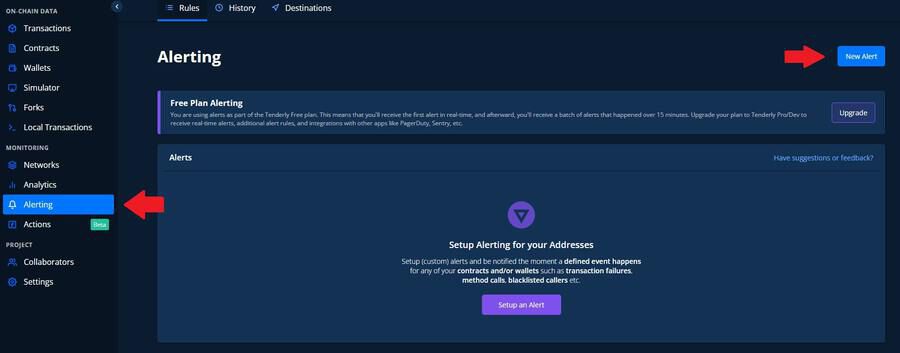 ON-CHAIN DATA
Transactions
Contracts
Wallets
Simulator
Forks
Local Transactions
MONITORING
Networks
Analytics
Alerting
Actions Beta
PROJECT
Collaborators
Settings
Rules History Destinations
Alerting
New Alert
Free Plan Alerting
You are using alerts as part of the Tenderly Free plan. This means that you'll receive the first alert in real-time, and afterward, you'll receive a batch of alerts that happened over 15 minutes. Upgrade your plan to Tenderly Pro/Dev to
receive real-time alerts, additional alert rules, and integrations with other apps like PagerDuty, Sentry, etc.
Upgrade
Alerts
Have suggestions or feedback?
Setup Alerting for your Addresses
Setup (custom) alerts and be notified the moment a defined event happens
for any of your contracts and/or wallets such as transaction failures,
method calls, blacklisted callers etc.
Setup an Alert